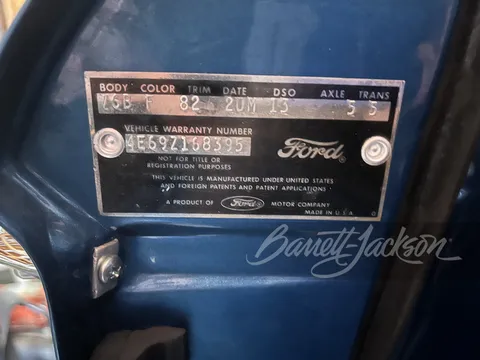 BODY COLOR TRIM DATE DSO AXLE TRANS
76B F 82 20M 13 5 5
VEHICLE WARRANTY NUMBER
4E69Z168395
Ford
NOT FOR TITLE OR
REGISTRATION PURPOSES
THIS VEHICLE IS MANUFACTURED UNDER UNITED STATES
AND FOREIGN PATENTS AND PATENT APPLICATIONS
A PRODUCT OF Ford MOTOR COMPANY
MADE IN U.S.A
Barrett-Jackson